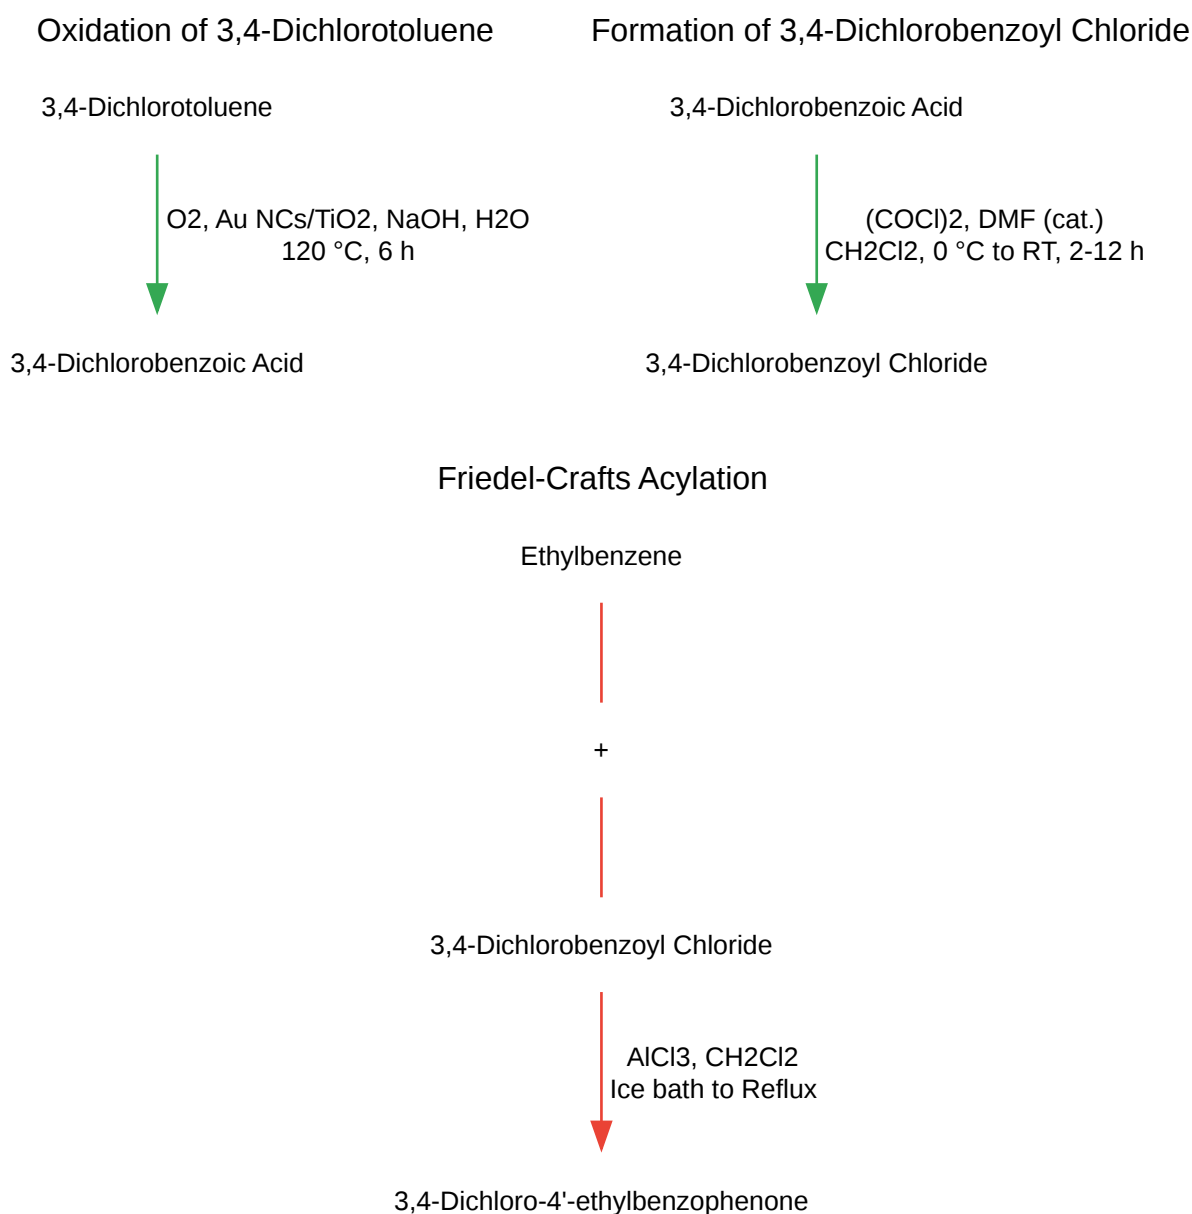 Oxidation of 3,4-Dichlorotoluene
3,4-Dichlorotoluene
O2, Au NCs/TiO2, NaOH, H2O
120 °C, 6 h
3,4-Dichlorobenzoic Acid
Formation of 3,4-Dichlorobenzoyl Chloride
3,4-Dichlorobenzoic Acid
(COCl)2, DMF (cat.)
CH2Cl2, 0 °C to RT, 2-12 h
3,4-Dichlorobenzoyl Chloride
Friedel-Crafts Acylation
Ethylbenzene
+
3,4-Dichlorobenzoyl Chloride
AlCl3, CH2Cl2
Ice bath to Reflux
3,4-Dichloro-4'-ethylbenzophenone